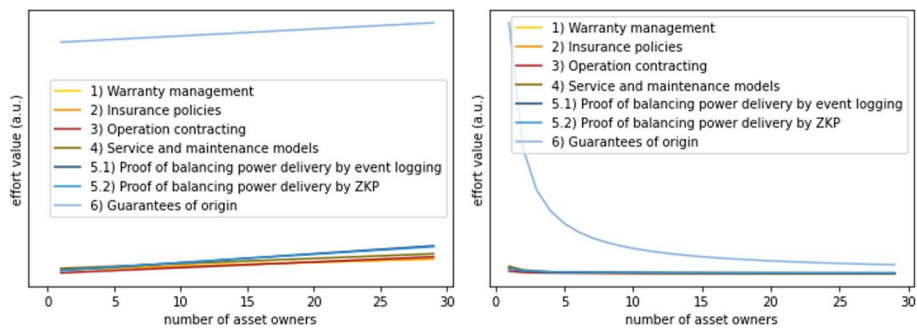 effort value (a.u.)
1) Warranty management
2) Insurance policies
3) Operation contracting
4) Service and maintenance models
5.1) Proof of balancing power delivery by event logging
5.2) Proof of balancing power delivery by ZKP
6) Guarantees of origin
0 5 10 15 20 25 30
number of asset owners
effort value (a.u.)
1) Warranty management
2) Insurance policies
3) Operation contracting
4) Service and maintenance models
5.1) Proof of balancing power delivery by event logging
5.2) Proof of balancing power delivery by ZKP
6) Guarantees of origin
0 5 10 15 20 25 30
number of asset owners